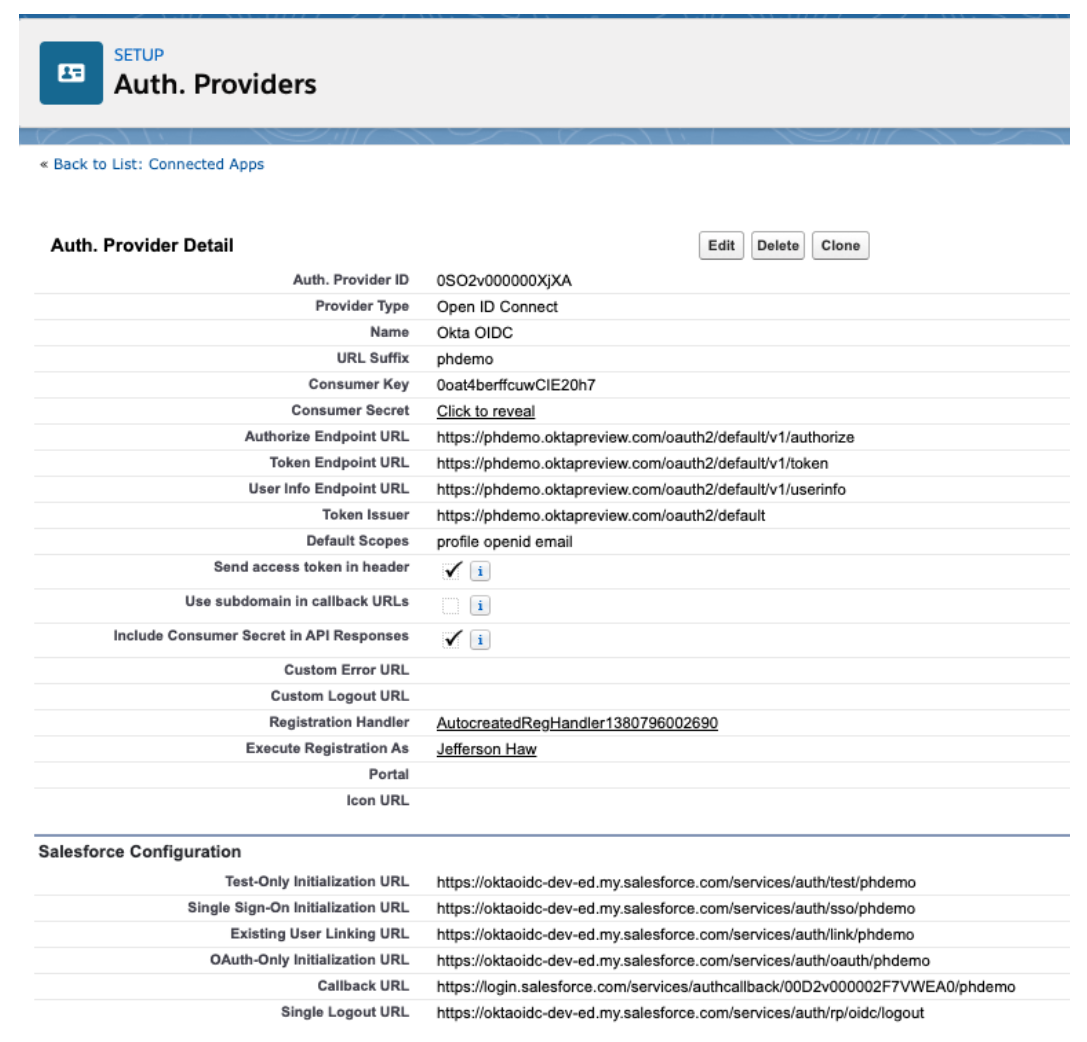 SETUP
Auth. Providers
« Back to List: Connected Apps
Auth. Provider Detail Edit Delete Clone
Auth. Provider ID 0SO2v000000XjXA
Provider Type Open ID Connect
Name Okta OIDC
URL Suffix phdemo
Consumer Key 0oat4berffcuwClE20h7
Consumer Secret Click to reveal
Authorize Endpoint URL https://phdemo.oktapreview.com/oauth2/default/v1/authorize
Token Endpoint URL https://phdemo.oktapreview.com/oauth2/default/v1/token
User Info Endpoint URL https://phdemo.oktapreview.com/oauth2/default/v1/userinfo
Token Issuer https://phdemo.oktapreview.com/oauth2/default
Default Scopes profile openid email
Send access token in header i
Use subdomain in callback URLs i
Include Consumer Secret in API Responses i
Custom Error URL
Custom Logout URL
Registration Handler AutocreatedRegHandler1380796002690
Execute Registration As Jefferson Haw
Portal
Icon URL
Salesforce Configuration
Test-Only Initialization URL https://oktaoidc-dev-ed.my.salesforce.com/services/auth/test/phdemo
Single Sign-On Initialization URL https://oktaoidc-dev-ed.my.salesforce.com/services/auth/sso/phdemo
Existing User Linking URL https://oktaoidc-dev-ed.my.salesforce.com/services/auth/link/phdemo
OAuth-Only Initialization URL https://oktaoidc-dev-ed.my.salesforce.com/services/auth/oauth/phdemo
Callback URL https://login.salesforce.com/services/authcallback/00D2v000002F7VWEA0/phdemo
Single Logout URL https://oktaoidc-dev-ed.my.salesforce.com/services/auth/rp/oidc/logout